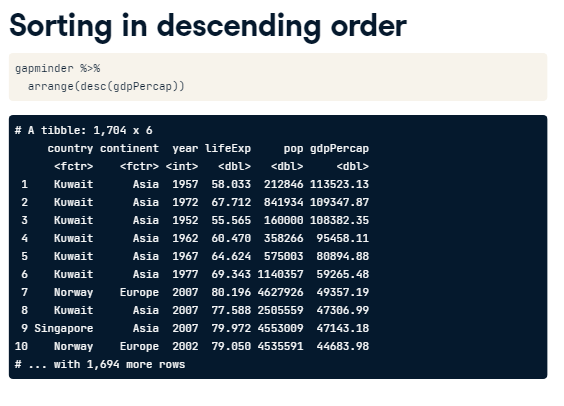 Sorting in descending order
gapminder %>%
  arrange(desc(gdpPercap))
# A tibble: 1,704 x 6
     country continent  year lifeExp     pop gdpPercap
      <fctr>    <fctr> <int>   <dbl>   <dbl>     <dbl>
 1    Kuwait      Asia  1957  58.033  212846 113523.13
 2    Kuwait      Asia  1972  67.712  841934 109347.87
 3    Kuwait      Asia  1952  55.565  160000 108382.35
 4    Kuwait      Asia  1962  60.470  358266  95458.11
 5    Kuwait      Asia  1967  64.624  575003  80894.88
 6    Kuwait      Asia  1977  69.343 1140357  59265.48
 7    Norway    Europe  2007  80.196 4627926  49357.19
 8    Kuwait      Asia  2007  77.588 2505559  47306.99
 9 Singapore      Asia  2007  79.972 4553009  47143.18
10    Norway    Europe  2002  79.050 4535591  44683.98
# ... with 1,694 more rows